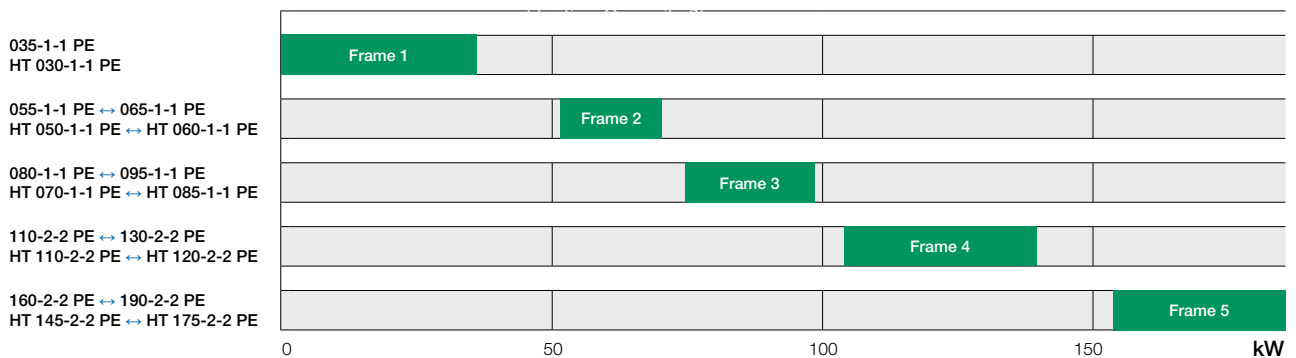 035-1-1 PE
HT 030-1-1 PE
Frame 1
055-1-1 PE ↔ 065-1-1 PE
HT 050-1-1 PE ↔ HT 060-1-1 PE
Frame 2
080-1-1 PE ↔ 095-1-1 PE
HT 070-1-1 PE ↔ HT 085-1-1 PE
Frame 3
110-2-2 PE ↔ 130-2-2 PE
HT 110-2-2 PE ↔ HT 120-2-2 PE
Frame 4
160-2-2 PE ↔ 190-2-2 PE
HT 145-2-2 PE ↔ HT 175-2-2 PE
Frame 5
0 50 100 150 kW